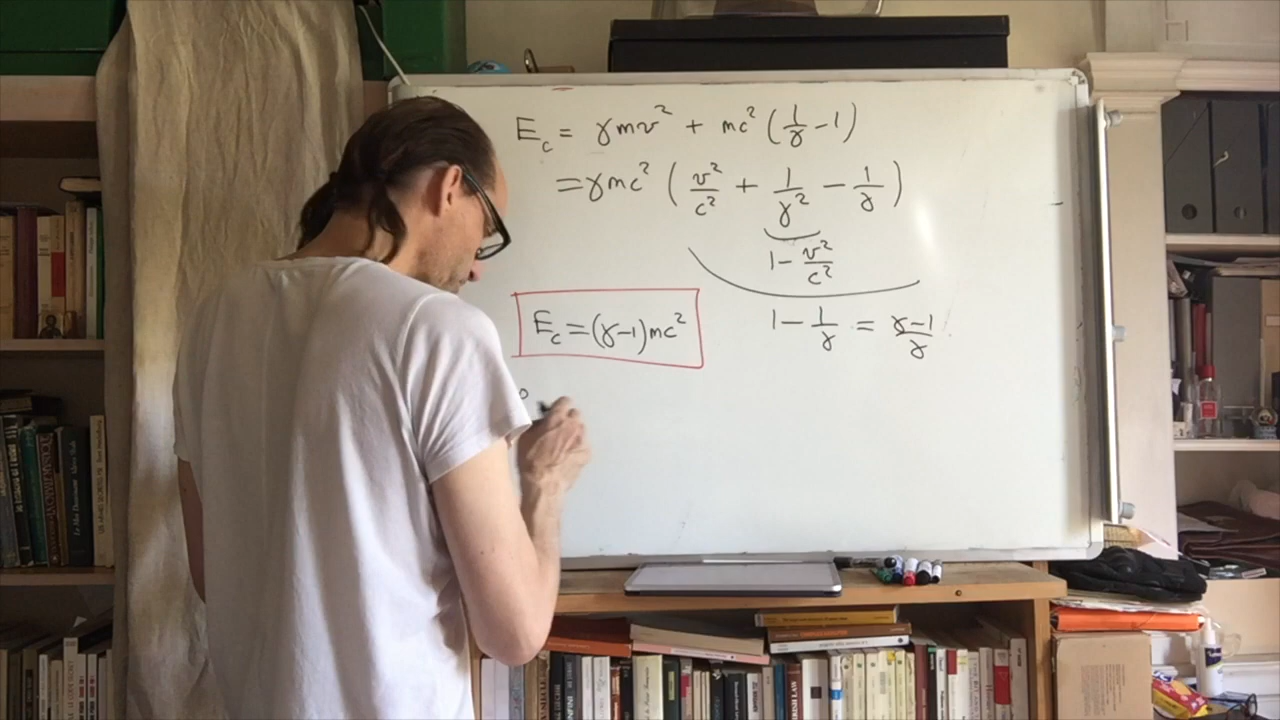 E_c = γmv² + mc² (1/γ − 1)
= γmc² (v²/c² + 1/γ² − 1/γ)
1 − v²/c²
E_c = (γ−1)mc²
1 − 1/γ = γ−1/γ